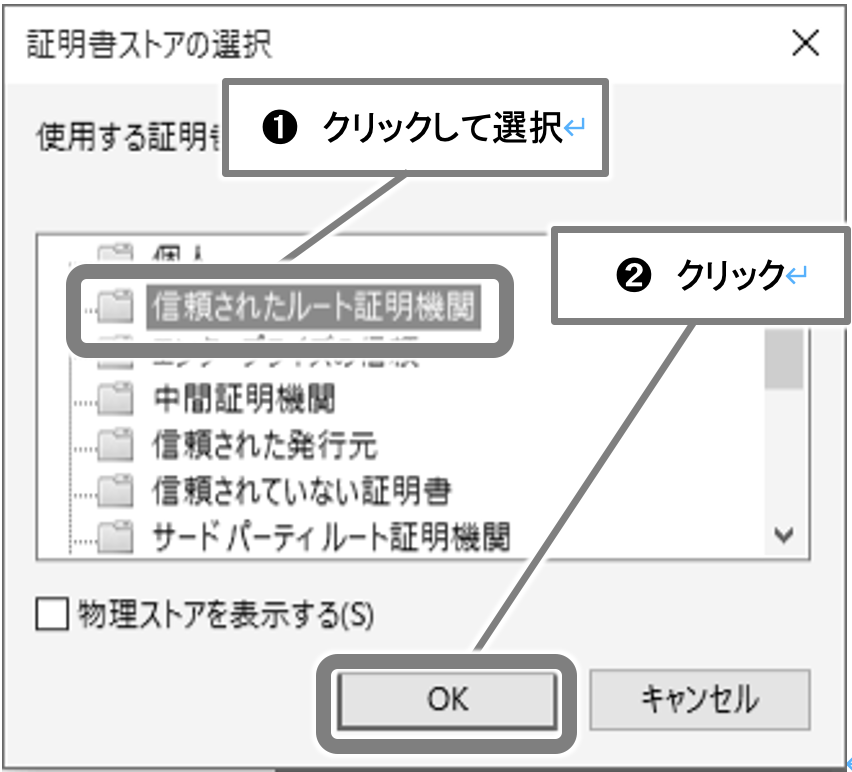 証明書ストアの選択
❶ クリックして選択
使用する証明
個人
❷ クリック
信頼されたルート証明機関
中間証明機関
信頼された発行元
信頼されていない証明書
サード パーティ ルート証明機関
物理ストアを表示する(S)
OK
キャンセル